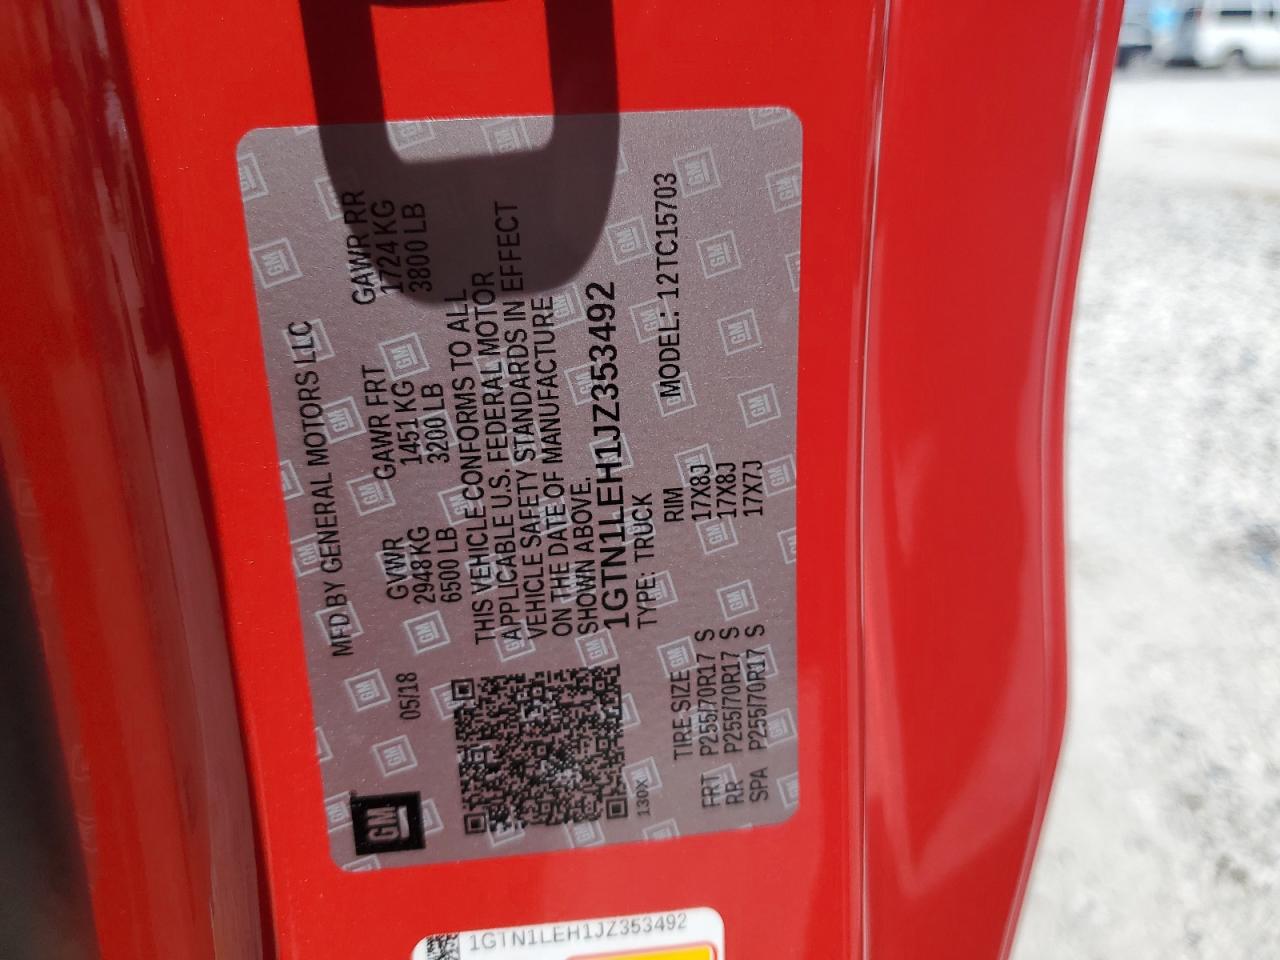 MFD BY GENERAL MOTORS LLC
GM
05/18
GVWR GAWR FRT GAWR RR
2948KG 1451 KG 1724 KG
6500 LB 3200 LB 3800 LB
THIS VEHICLE CONFORMS TO ALL
APPLICABLE U.S. FEDERAL MOTOR
VEHICLE SAFETY STANDARDS IN EFFECT
ON THE DATE OF MANUFACTURE
SHOWN ABOVE.
1GTN1LEH1JZ353492
TYPE: TRUCK MODEL: 12TC15703
130X
TIRE SIZE RIM
FRT P255/70R17 S 17X8J
RR P255/70R17 S 17X8J
SPA P255/70R17 S 17X7J
1GTN1LEH1JZ353492